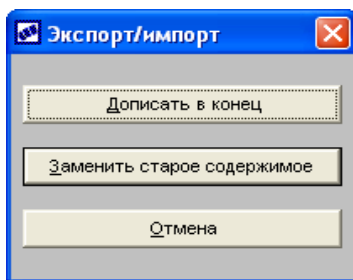 Экспорт/импорт
Дописать в конец
Заменить старое содержимое
Отмена